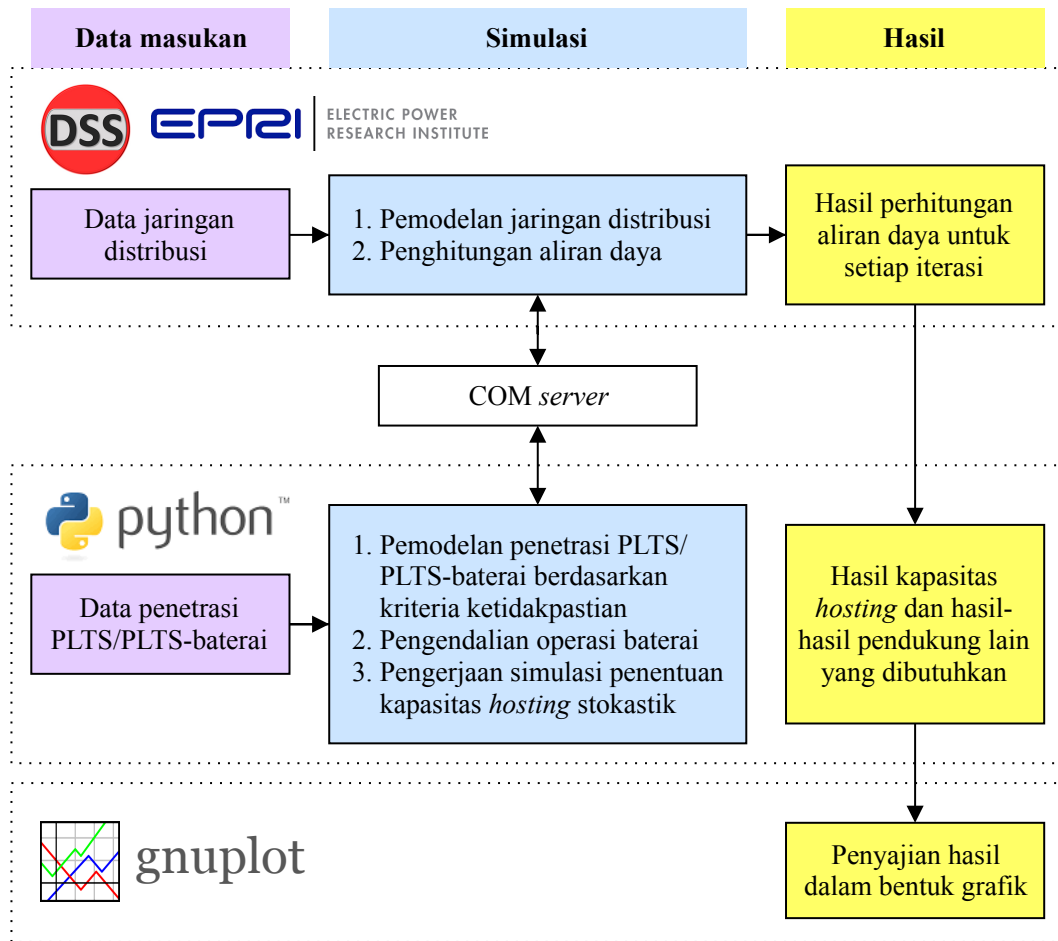 Data masukan
Simulasi
Hasil
DSS
EPRI
ELECTRIC POWER
RESEARCH INSTITUTE
Data jaringan
distribusi
1. Pemodelan jaringan distribusi
2. Penghitungan aliran daya
Hasil perhitungan
aliran daya untuk
setiap iterasi
COM server
python™
Data penetrasi
PLTS/PLTS-baterai
1. Pemodelan penetrasi PLTS/
PLTS-baterai berdasarkan
kriteria ketidakpastian
2. Pengendalian operasi baterai
3. Pengerjaan simulasi penentuan
kapasitas hosting stokastik
Hasil kapasitas
hosting dan hasil-
hasil pendukung lain
yang dibutuhkan
gnuplot
Penyajian hasil
dalam bentuk grafik